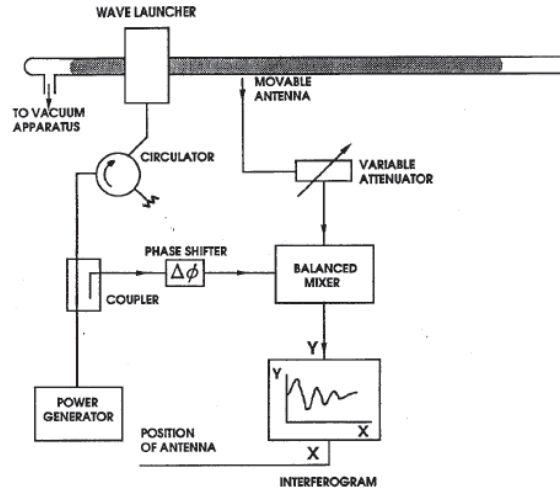 WAVE LAUNCHER
MOVABLE
ANTENNA
TO VACUUM
APPARATUS
CIRCULATOR
VARIABLE
ATTENUATOR
PHASE SHIFTER
Δϕ
BALANCED
MIXER
COUPLER
Y
Y
X
POWER
GENERATOR
POSITION
OF ANTENNA
X
INTERFEROGRAM